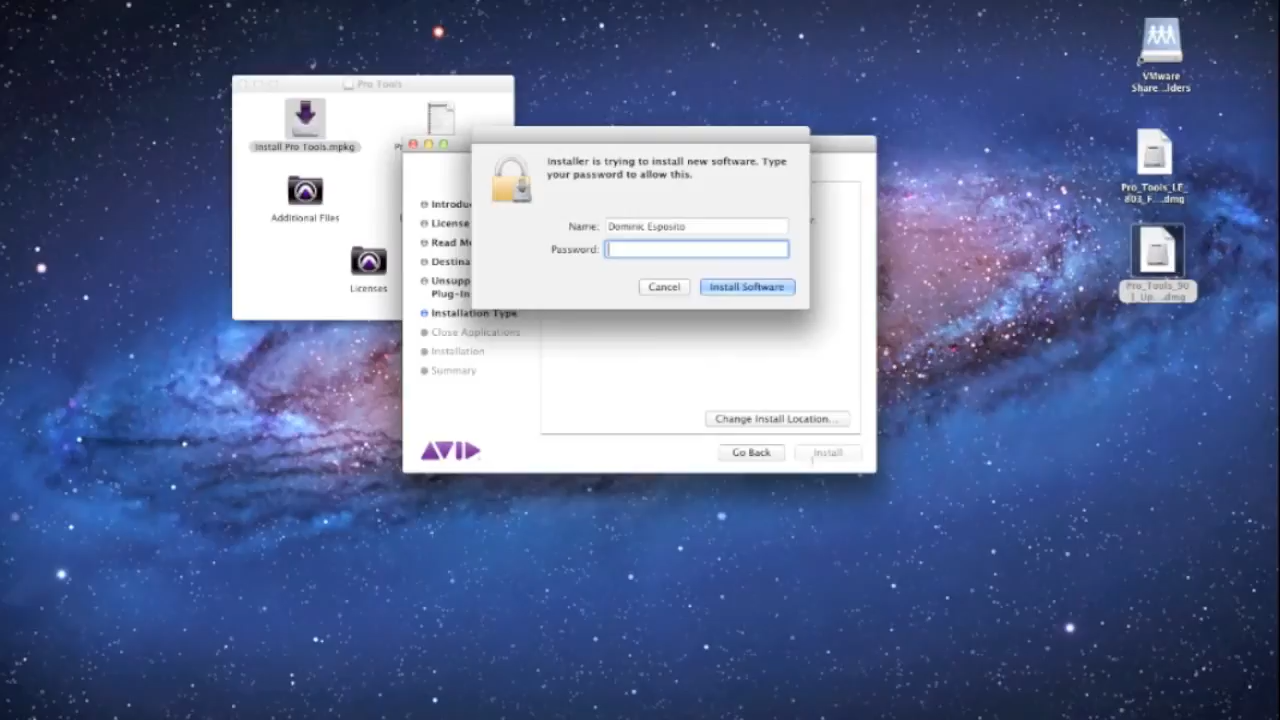 Pro Tools
Install Pro Tools.mpkg
Additional Files
Licenses
Installer is trying to install new software. Type
your password to allow this.
Name: Dominic Esposito
Password:
Cancel
Install Software
Introdu
License
Read M
Destina
Unsupp
Plug-In
Installation Type
Close Applications
Installation
Summary
Change Install Location...
AVID
Go Back
Install
VMware
Share...lders
Pro_Tools_LE_
803_F....dmg
Pro_Tools_90
1_Up....dmg